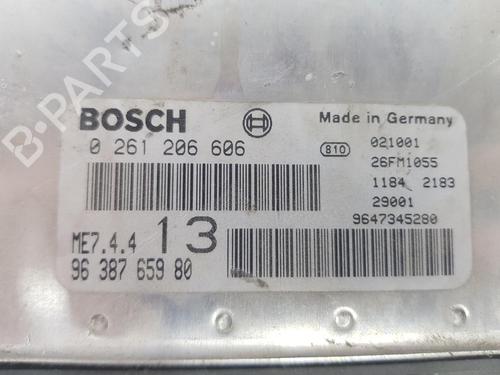 B-PARTS
BOSCH
Made in Germany
0 261 206 606
810
021001
26FM1055
1184 2183
29001
9647345280
ME7.4.4 13
96 387 659 80